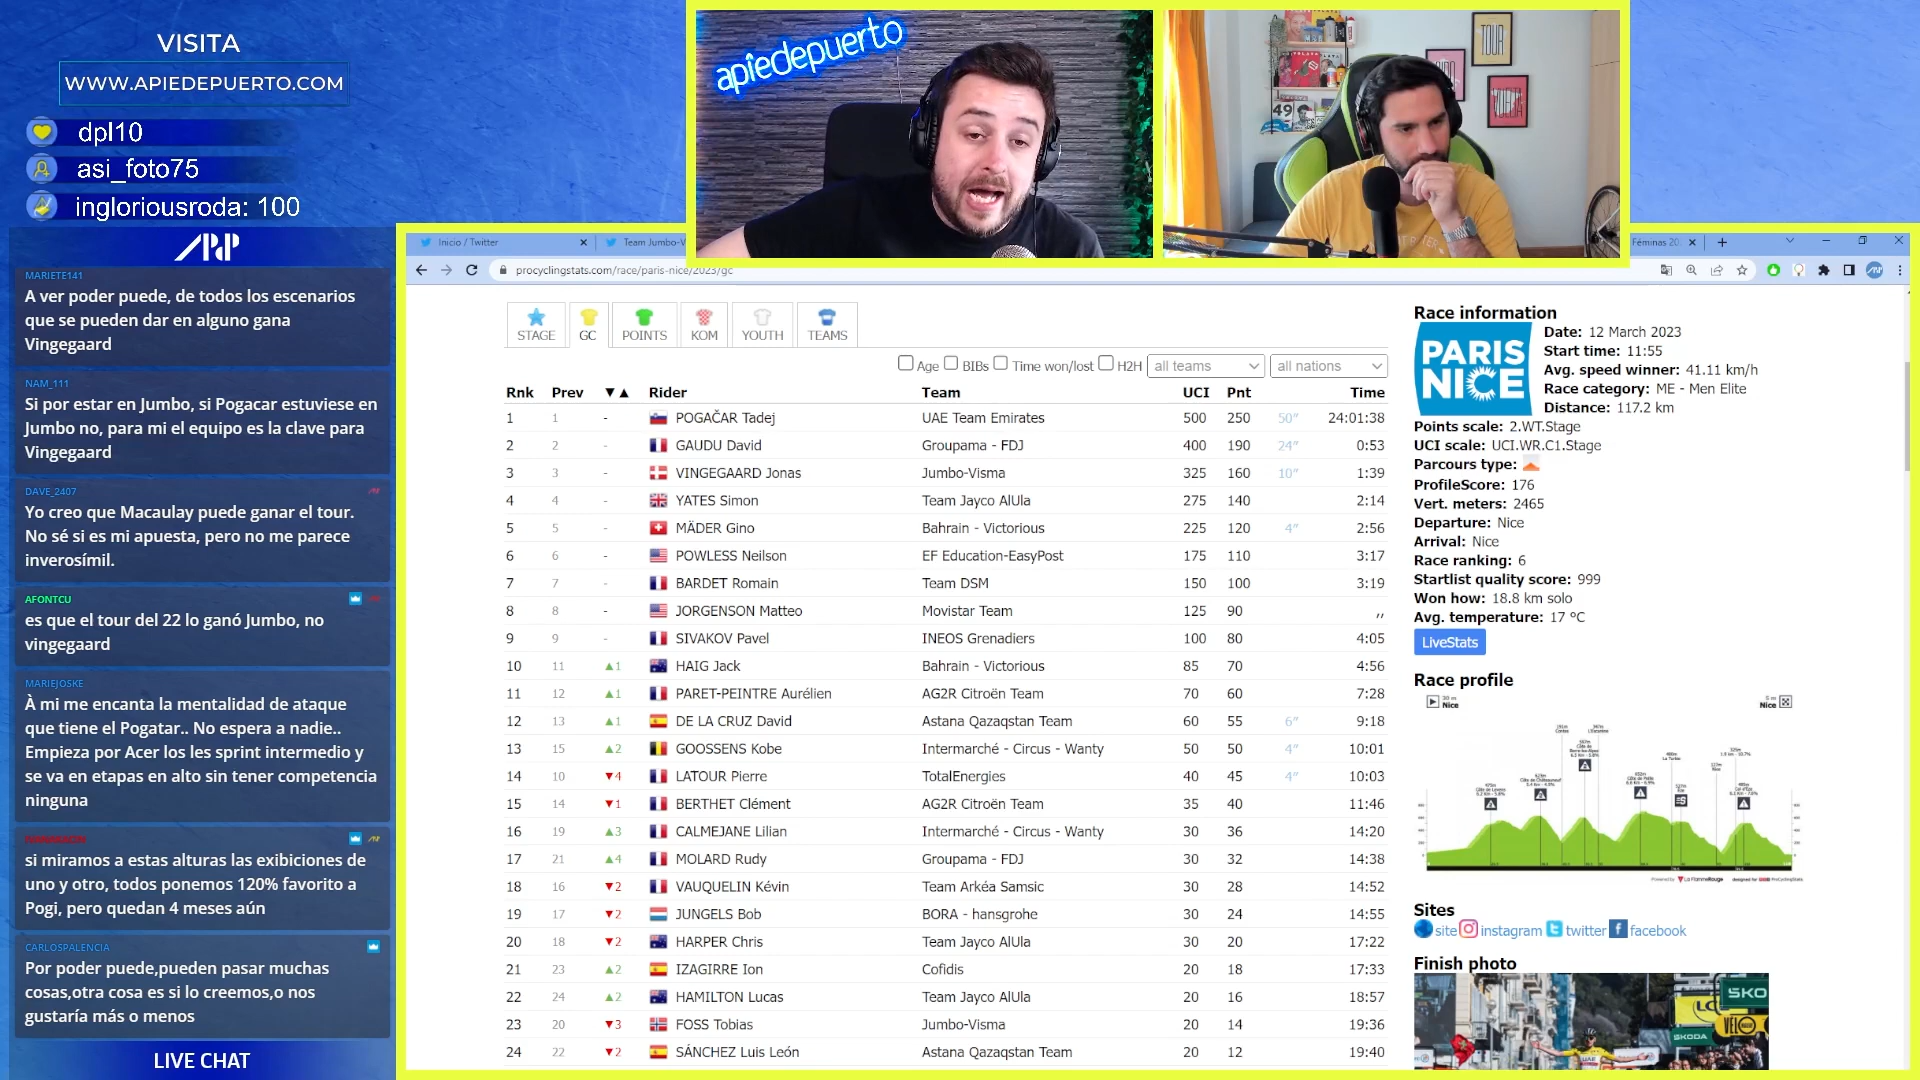 VISITA
WWW.APIEDEPUERTO.COM
dpl10
asi_foto75
ingloriousroda: 100
apiedepuerto
TOUR
VUELTA
49
MARIETE141
A ver poder puede, de todos los escenarios
que se pueden dar en alguno gana
Vingegaard
NAM_111
Si por estar en Jumbo, si Pogacar estuviese en
Jumbo no, para mi el equipo es la clave para
Vingegaard
DAVE_2407
Yo creo que Macaulay puede ganar el tour.
No sé si es mi apuesta, pero no me parece
inverosímil.
AFONTCU
es que el tour del 22 lo ganó Jumbo, no
vingegaard
MARIEJOSKE
À mi me encanta la mentalidad de ataque
que tiene el Pogatar.. No espera a nadie..
Empieza por Acer los les sprint intermedio y
se va en etapas en alto sin tener competencia
ninguna
si miramos a estas alturas las exibiciones de
uno y otro, todos ponemos 120% favorito a
Pogi, pero quedan 4 meses aún
CARLOSPALENCIA
Por poder puede,pueden pasar muchas
cosas,otra cosa es si lo creemos,o nos
gustaría más o menos
LIVE CHAT
Inicio / Twitter
Team Jumbo-V
Féminas 20
procyclingstats.com/race/paris-nice/2023/gc
STAGE GC POINTS KOM YOUTH TEAMS
Age BIBs Time won/lost H2H all teams all nations
Rnk Prev ▼▲ Rider Team UCI Pnt Time
1 1 - POGAČAR Tadej UAE Team Emirates 500 250 50″ 24:01:38
2 2 - GAUDU David Groupama - FDJ 400 190 24″ 0:53
3 3 - VINGEGAARD Jonas Jumbo-Visma 325 160 10″ 1:39
4 4 - YATES Simon Team Jayco AlUla 275 140 2:14
5 5 - MÄDER Gino Bahrain - Victorious 225 120 4″ 2:56
6 6 - POWLESS Neilson EF Education-EasyPost 175 110 3:17
7 7 - BARDET Romain Team DSM 150 100 3:19
8 8 - JORGENSON Matteo Movistar Team 125 90 ,,
9 9 - SIVAKOV Pavel INEOS Grenadiers 100 80 4:05
10 11 ▲1 HAIG Jack Bahrain - Victorious 85 70 4:56
11 12 ▲1 PARET-PEINTRE Aurélien AG2R Citroën Team 70 60 7:28
12 13 ▲1 DE LA CRUZ David Astana Qazaqstan Team 60 55 6″ 9:18
13 15 ▲2 GOOSSENS Kobe Intermarché - Circus - Wanty 50 50 4″ 10:01
14 10 ▼4 LATOUR Pierre TotalEnergies 40 45 4″ 10:03
15 14 ▼1 BERTHET Clément AG2R Citroën Team 35 40 11:46
16 19 ▲3 CALMEJANE Lilian Intermarché - Circus - Wanty 30 36 14:20
17 21 ▲4 MOLARD Rudy Groupama - FDJ 30 32 14:38
18 16 ▼2 VAUQUELIN Kévin Team Arkéa Samsic 30 28 14:52
19 17 ▼2 JUNGELS Bob BORA - hansgrohe 30 24 14:55
20 18 ▼2 HARPER Chris Team Jayco AlUla 30 20 17:22
21 23 ▲2 IZAGIRRE Ion Cofidis 20 18 17:33
22 24 ▲2 HAMILTON Lucas Team Jayco AlUla 20 16 18:57
23 20 ▼3 FOSS Tobias Jumbo-Visma 20 14 19:36
24 22 ▼2 SÁNCHEZ Luis León Astana Qazaqstan Team 20 12 19:40
Race information
PARIS
NICE
Date: 12 March 2023
Start time: 11:55
Avg. speed winner: 41.11 km/h
Race category: ME - Men Elite
Distance: 117.2 km
Points scale: 2.WT.Stage
UCI scale: UCI.WR.C1.Stage
Parcours type:
ProfileScore: 176
Vert. meters: 2465
Departure: Nice
Arrival: Nice
Race ranking: 6
Startlist quality score: 999
Won how: 18.8 km solo
Avg. temperature: 17 °C
LiveStats
Race profile
Nice
Nice
Sites
site instagram twitter facebook
Finish photo
SKO
SKODA